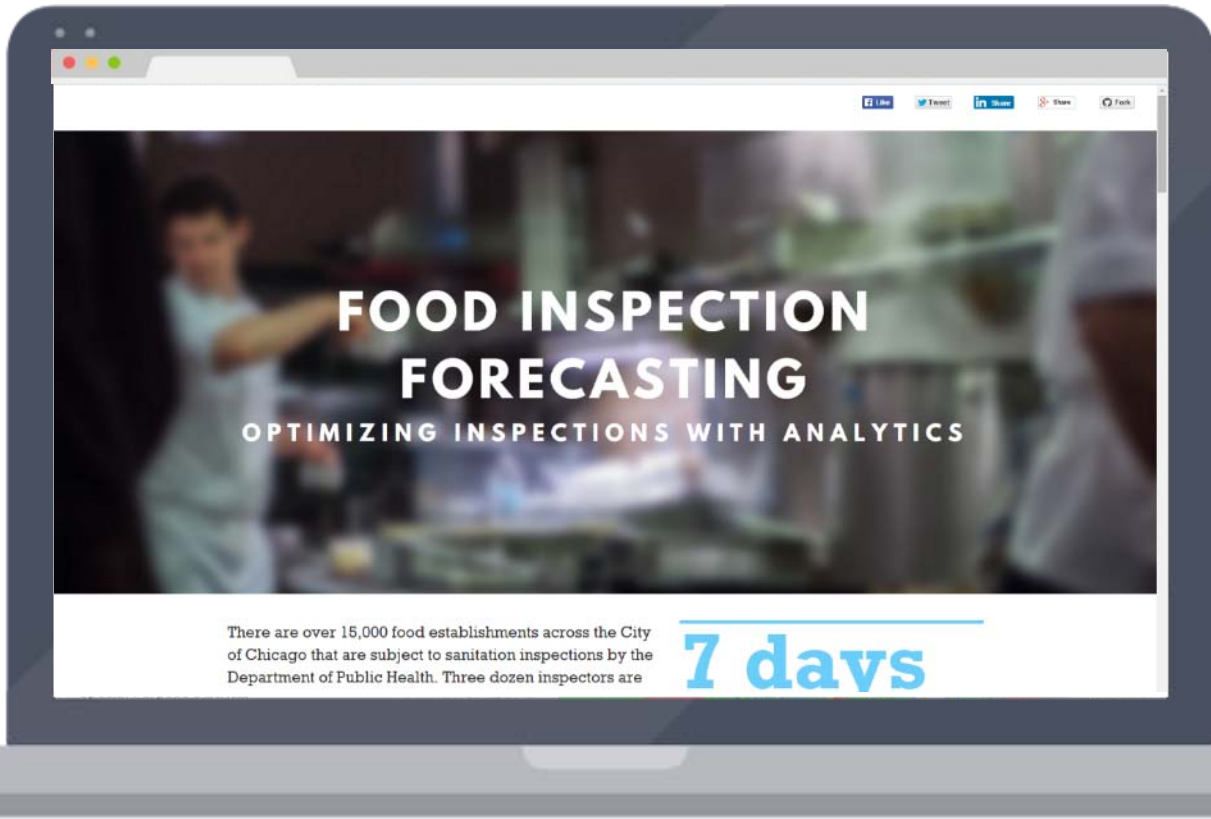 Like Tweet in Share 8+ Share Fork
FOOD INSPECTION
FORECASTING
OPTIMIZING INSPECTIONS WITH ANALYTICS
There are over 15,000 food establishments across the City
of Chicago that are subject to sanitation inspections by the
Department of Public Health. Three dozen inspectors are
7 days